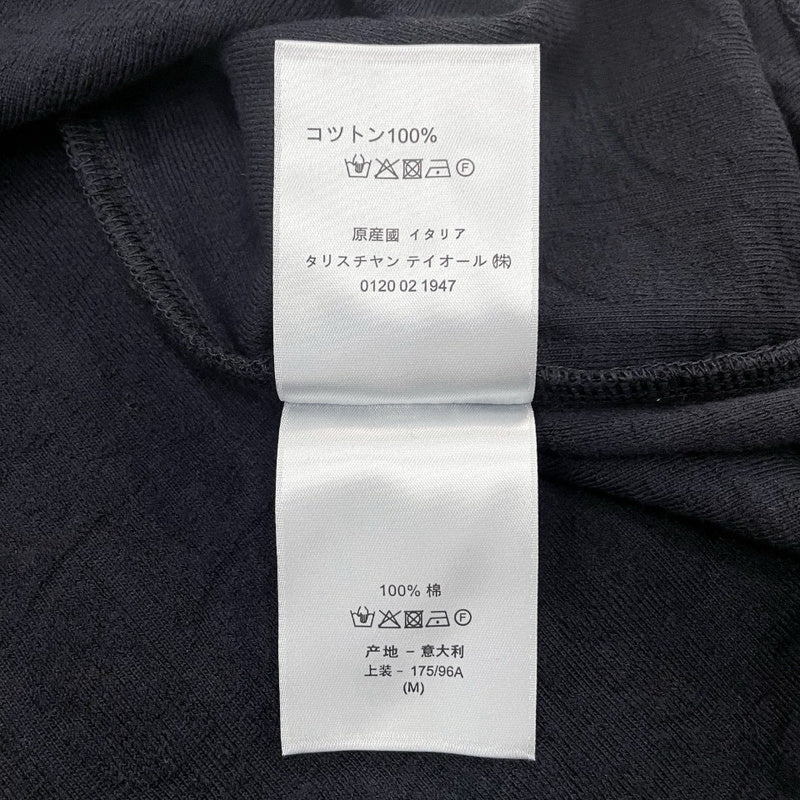 コツトン100%
Ⓕ
原産國 イタリア
タリスチャン テイオール ㈱
0120 02 1947
100% 棉
Ⓕ
产地 - 意大利
上装 - 175/96A
(M)